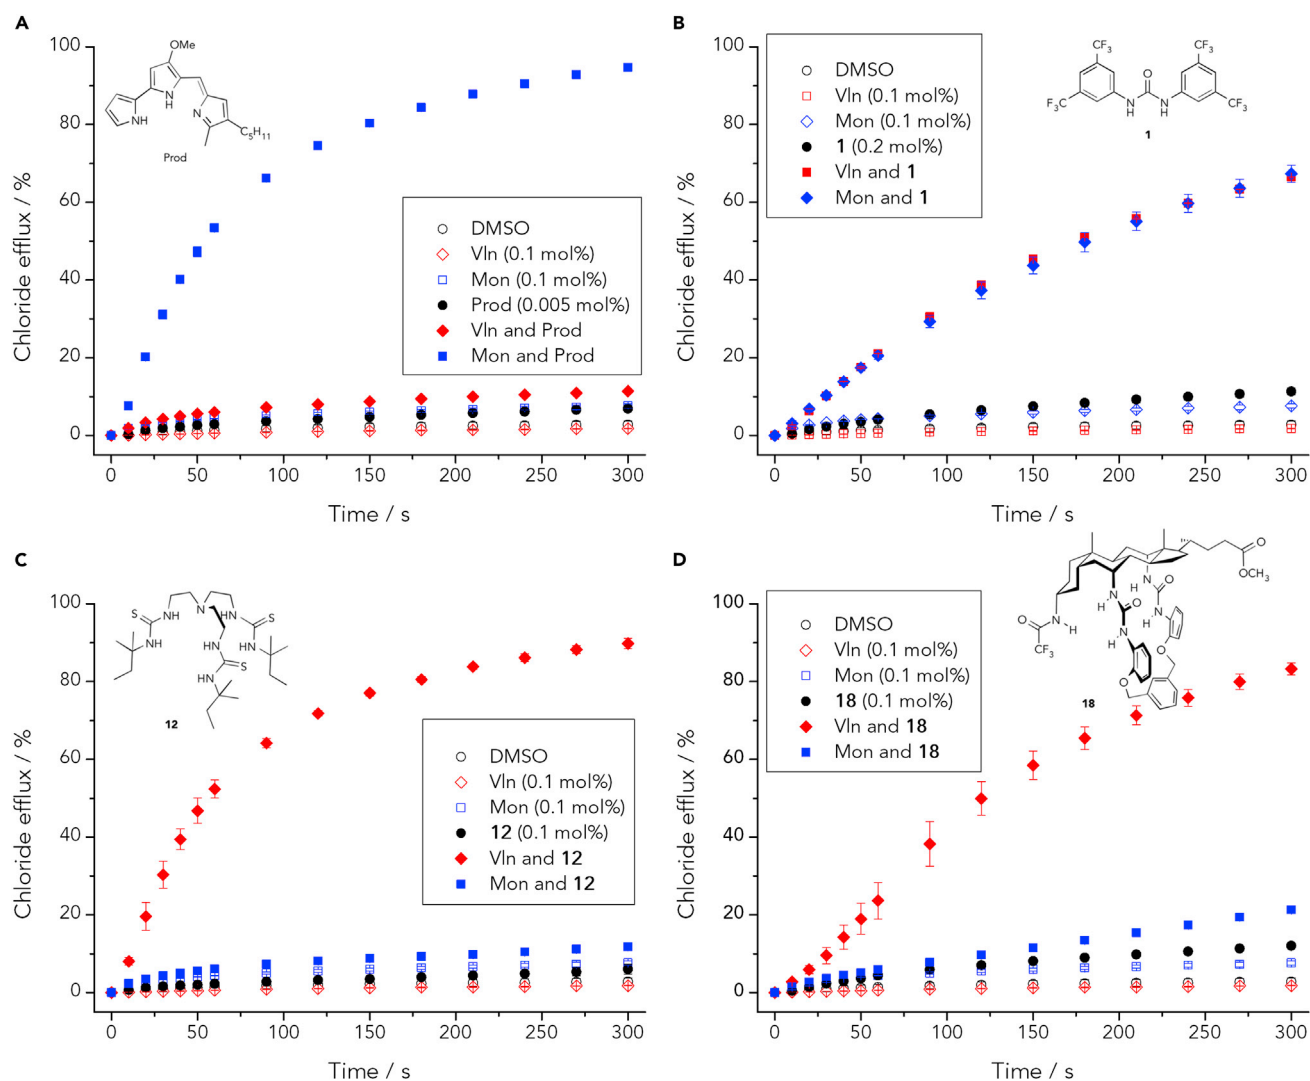 A
100
80
60
40
20
0
Chloride efflux / %
OMe
N
H
NH
N
C5H11
Prod
DMSO
Vln (0.1 mol%)
Mon (0.1 mol%)
Prod (0.005 mol%)
Vln and Prod
Mon and Prod
0 50 100 150 200 250 300
Time / s
B
100
80
60
40
20
0
Chloride efflux / %
DMSO
Vln (0.1 mol%)
Mon (0.1 mol%)
1 (0.2 mol%)
Vln and 1
Mon and 1
CF3 CF3
O
F3C N N CF3
H H
1
0 50 100 150 200 250 300
Time / s
C
100
80
60
40
20
0
Chloride efflux / %
S NH N HN S
NH HN
HN
S
HN
12
DMSO
Vln (0.1 mol%)
Mon (0.1 mol%)
12 (0.1 mol%)
Vln and 12
Mon and 12
0 50 100 150 200 250 300
Time / s
D
100
80
60
40
20
0
Chloride efflux / %
DMSO
Vln (0.1 mol%)
Mon (0.1 mol%)
18 (0.1 mol%)
Vln and 18
Mon and 18
O
OCH3
H N
H N
HN O
O N H
H N
N H
O
CF3
O
O
18
0 50 100 150 200 250 300
Time / s